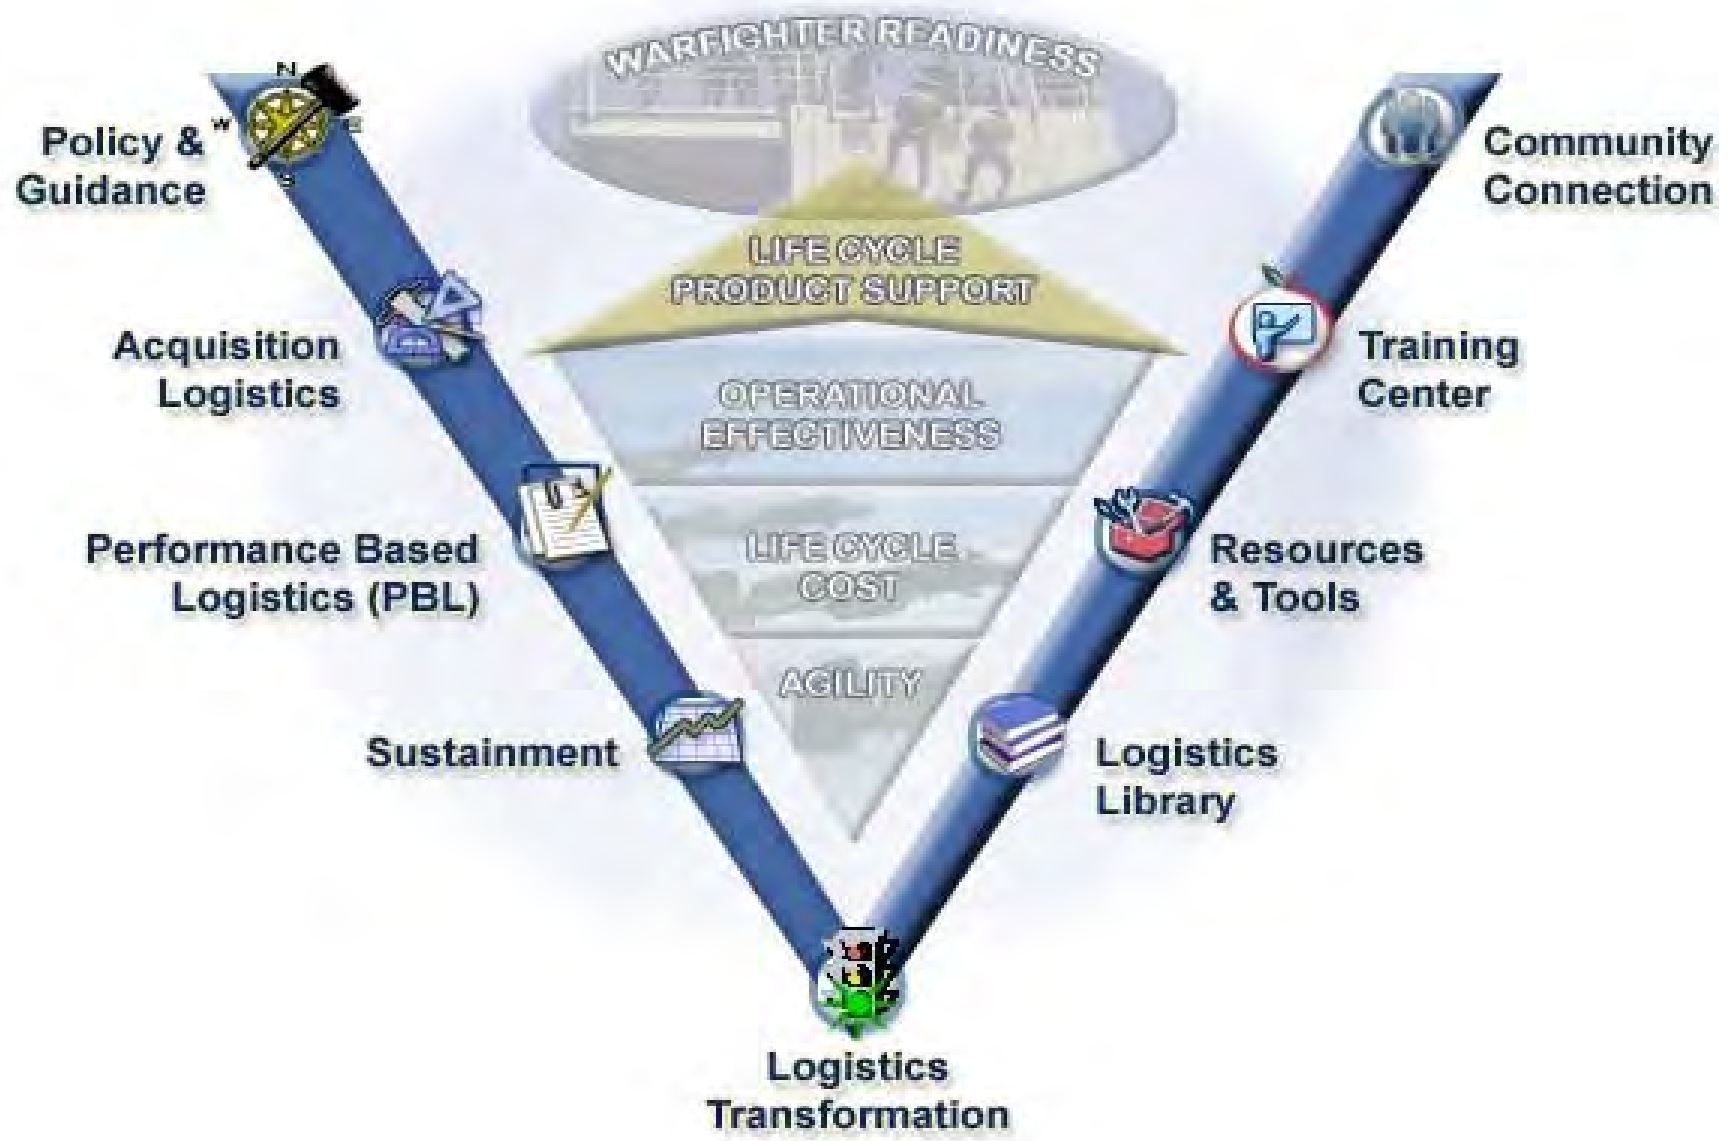 WARFIGHTER READINESS
N
W
E
S
Policy &
Guidance
Community
Connection
LIFE CYCLE
PRODUCT SUPPORT
Acquisition
Logistics
Training
Center
OPERATIONAL
EFFECTIVENESS
Performance Based
Logistics (PBL)
LIFE CYCLE
COST
Resources
& Tools
AGILITY
Sustainment
Logistics
Library
Logistics
Transformation